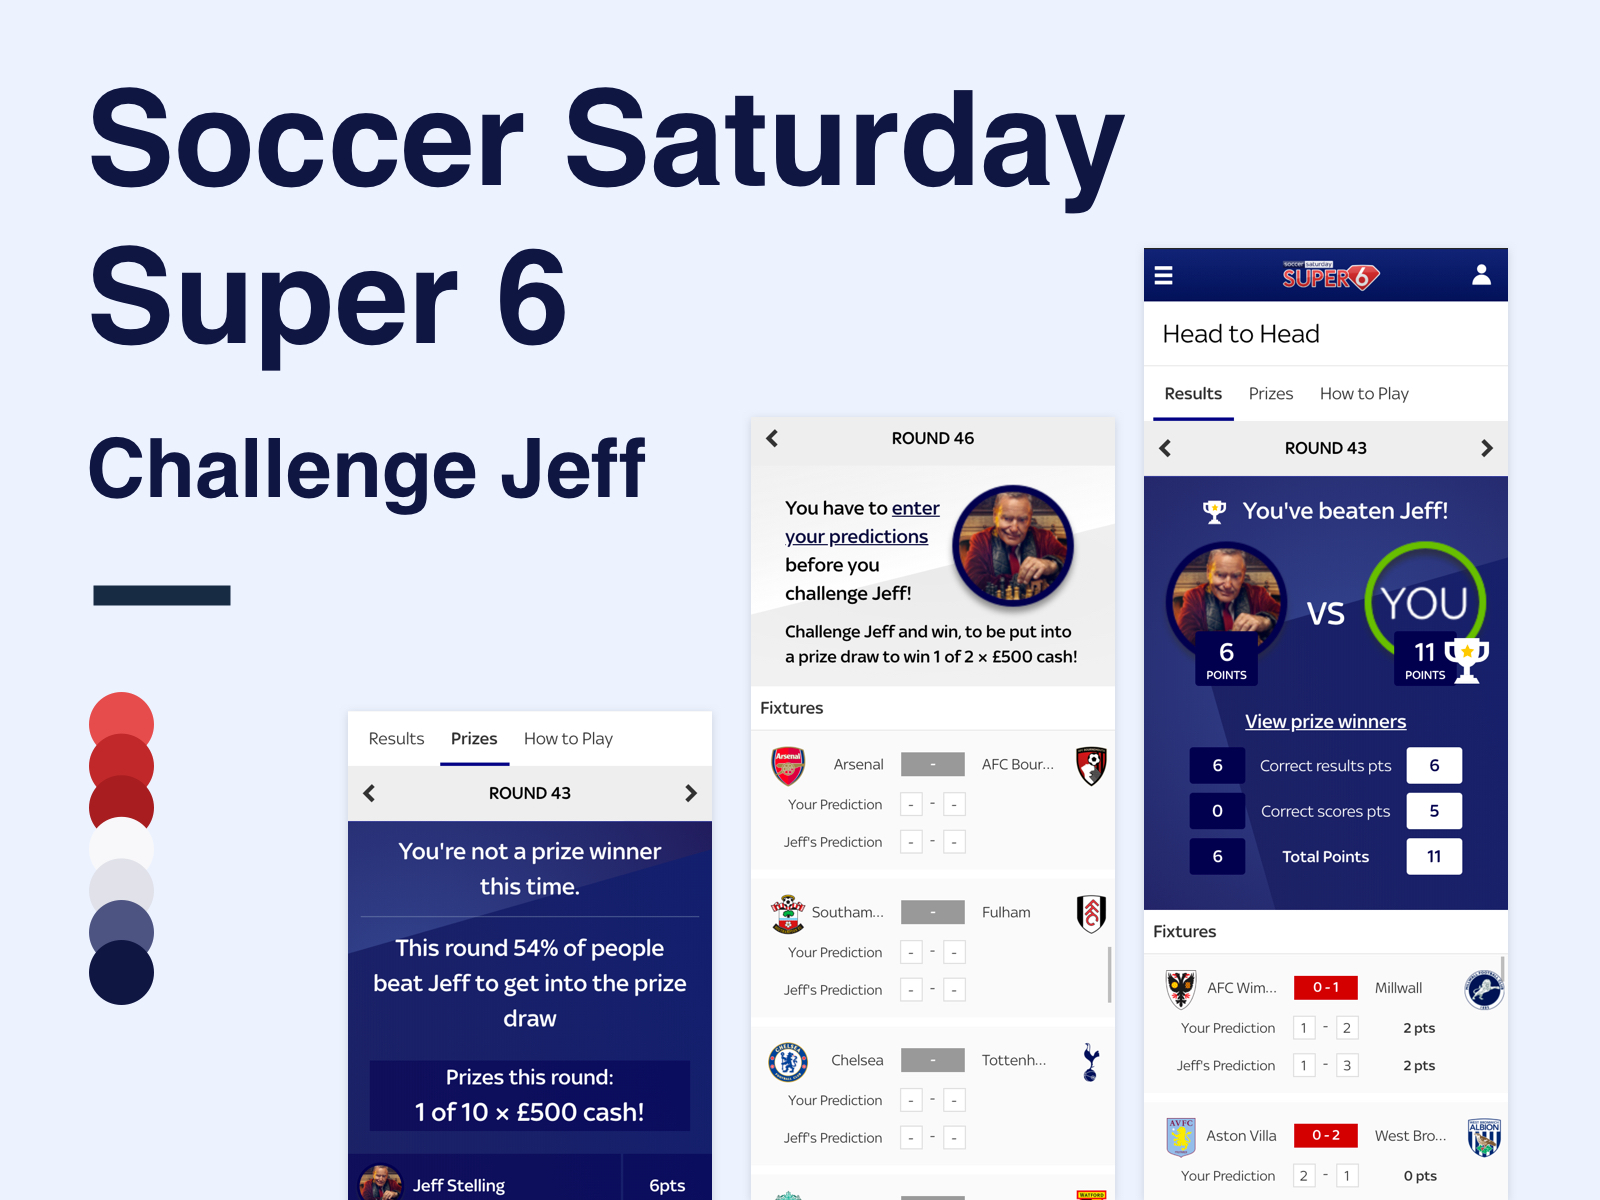 Soccer Saturday
Super 6
Challenge Jeff
Results Prizes How to Play
ROUND 43
You're not a prize winner
this time.
This round 54% of people
beat Jeff to get into the prize
draw
Prizes this round:
1 of 10 × £500 cash!
Jeff Stelling 6pts
ROUND 46
You have to enter
your predictions
before you
challenge Jeff!
Challenge Jeff and win, to be put into
a prize draw to win 1 of 2 × £500 cash!
Fixtures
Arsenal
Arsenal - AFC Bour...
Your Prediction - - -
Jeff's Prediction - - -
Southam... - Fulham
Your Prediction - - -
Jeff's Prediction - - -
Chelsea - Tottenh...
Your Prediction - - -
Jeff's Prediction - - -
WATFORD
soccer saturday
SUPER 6
Head to Head
Results Prizes How to Play
ROUND 43
You've beaten Jeff!
VS YOU
6 11
POINTS POINTS
View prize winners
6 Correct results pts 6
0 Correct scores pts 5
6 Total Points 11
Fixtures
AFC Wim... 0 - 1 Millwall
Your Prediction 1 - 2 2 pts
Jeff's Prediction 1 - 3 2 pts
AVFC
ALBION
Aston Villa 0 - 2 West Bro...
Your Prediction 2 - 1 0 pts